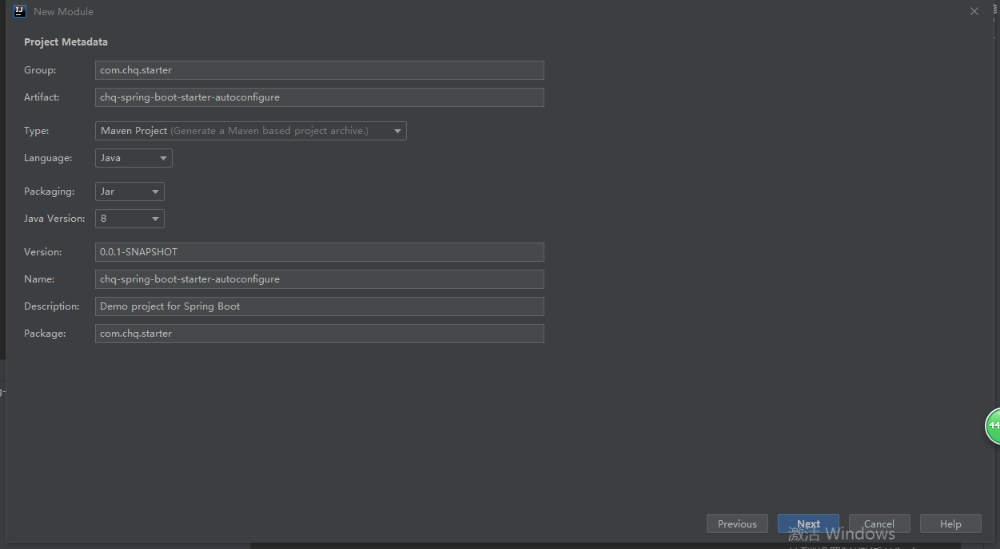 New Module
Project Metadata
Group: com.chq.starter
Artifact: chq-spring-boot-starter-autoconfigure
Type: Maven Project (Generate a Maven based project archive.)
Language: Java
Packaging: Jar
Java Version: 8
Version: 0.0.1-SNAPSHOT
Name: chq-spring-boot-starter-autoconfigure
Description: Demo project for Spring Boot
Package: com.chq.starter
44
Previous Next Cancel Help
激活 Windows